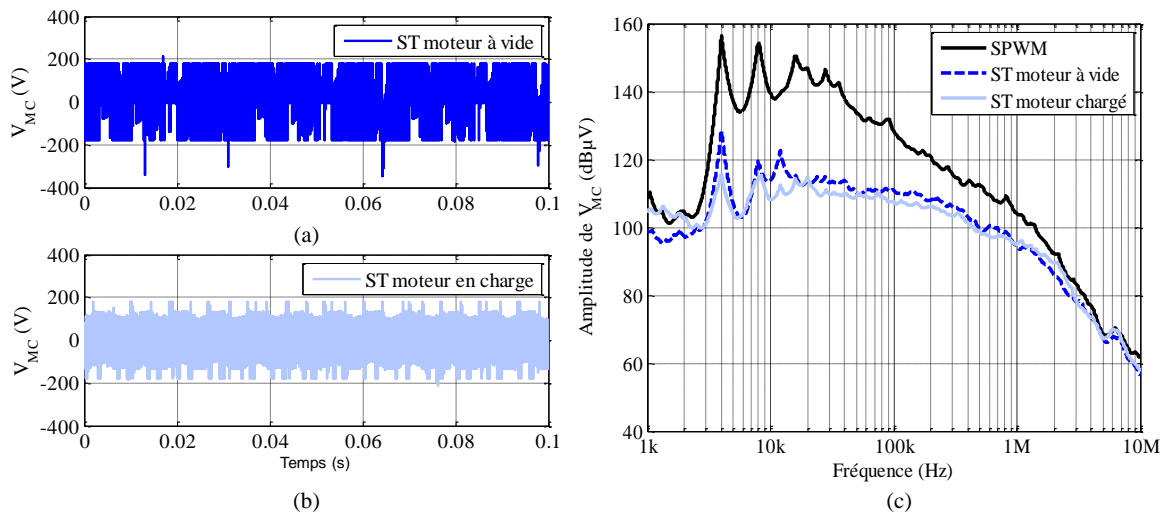 400
200
0
-200
-400
V_MC (V)
ST moteur à vide
0
0.02
0.04
0.06
0.08
0.1
(a)
400
200
0
-200
-400
V_MC (V)
ST moteur en charge
0
0.02
0.04
0.06
0.08
0.1
Temps (s)
(b)
160
140
120
100
80
60
40
Amplitude de V_MC (dBµV)
SPWM
ST moteur à vide
ST moteur chargé
1k
10k
100k
1M
10M
Fréquence (Hz)
(c)